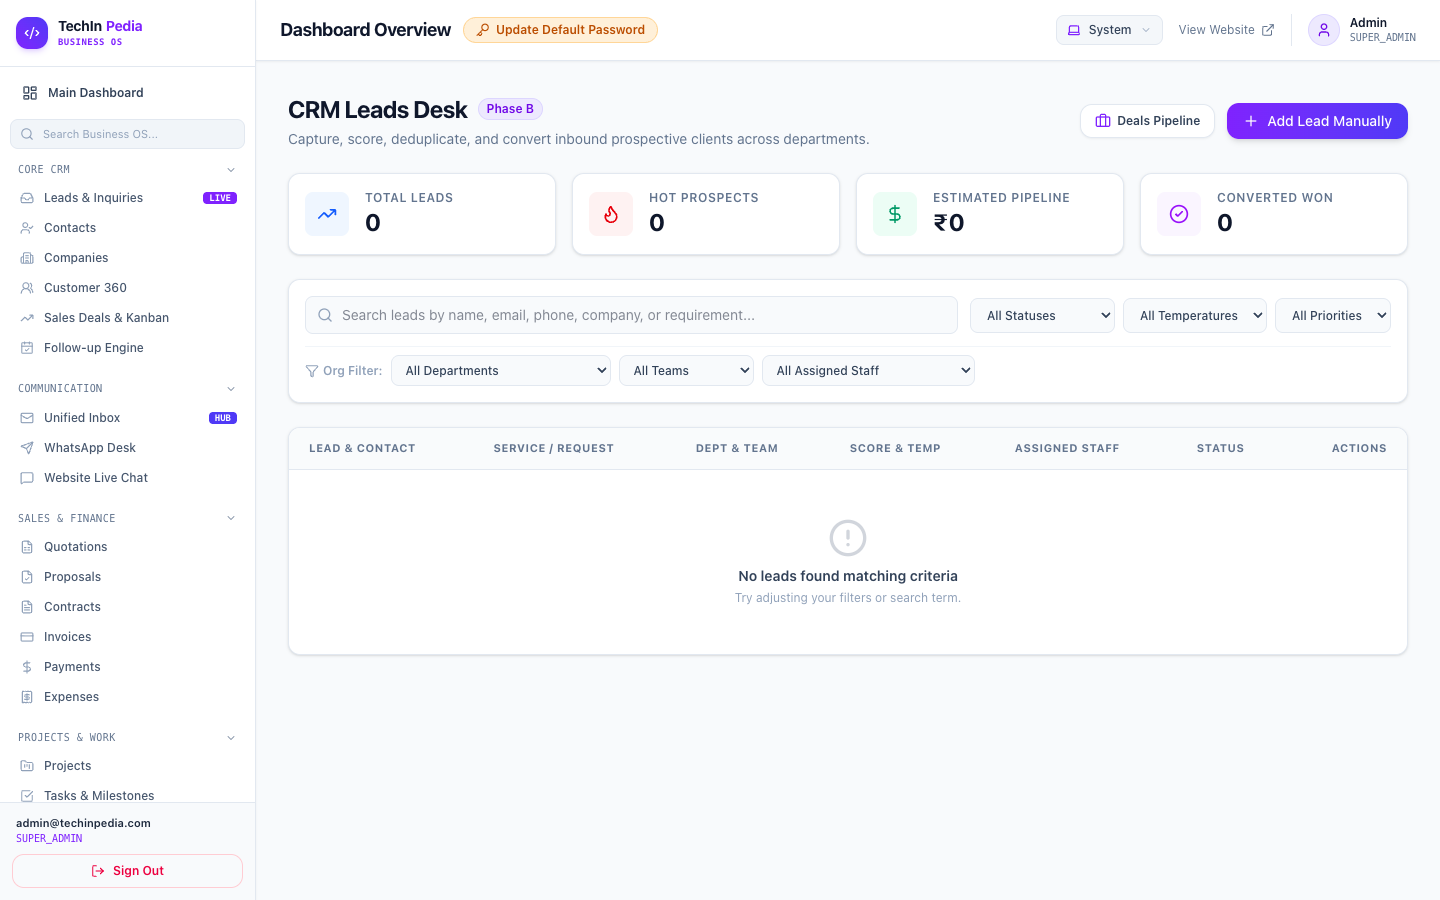 TechIn Pedia
BUSINESS OS
Main Dashboard
Search Business OS...
CORE CRM
Leads & Inquiries LIVE
Contacts
Companies
Customer 360
Sales Deals & Kanban
Follow-up Engine
COMMUNICATION
Unified Inbox HUB
WhatsApp Desk
Website Live Chat
SALES & FINANCE
Quotations
Proposals
Contracts
Invoices
Payments
Expenses
PROJECTS & WORK
Projects
Tasks & Milestones
admin@techinpedia.com
SUPER_ADMIN
Sign Out
Dashboard Overview Update Default Password System View Website Admin
SUPER_ADMIN
CRM Leads Desk Phase B
Capture, score, deduplicate, and convert inbound prospective clients across departments.
Deals Pipeline Add Lead Manually
TOTAL LEADS
0
HOT PROSPECTS
0
ESTIMATED PIPELINE
₹0
CONVERTED WON
0
Search leads by name, email, phone, company, or requirement... All Statuses All Temperatures All Priorities
Org Filter: All Departments All Teams All Assigned Staff
LEAD & CONTACT SERVICE / REQUEST DEPT & TEAM SCORE & TEMP ASSIGNED STAFF STATUS ACTIONS
No leads found matching criteria
Try adjusting your filters or search term.